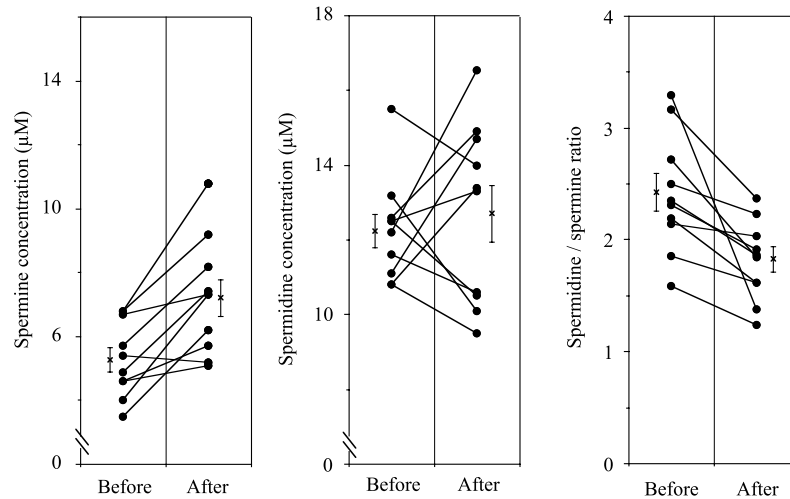 Spermine concentration (µM)
14
10
6
0
Before After
Spermidine concentration (µM)
18
14
10
0
Before After
Spermidine / spermine ratio
4
3
2
1
0
Before After